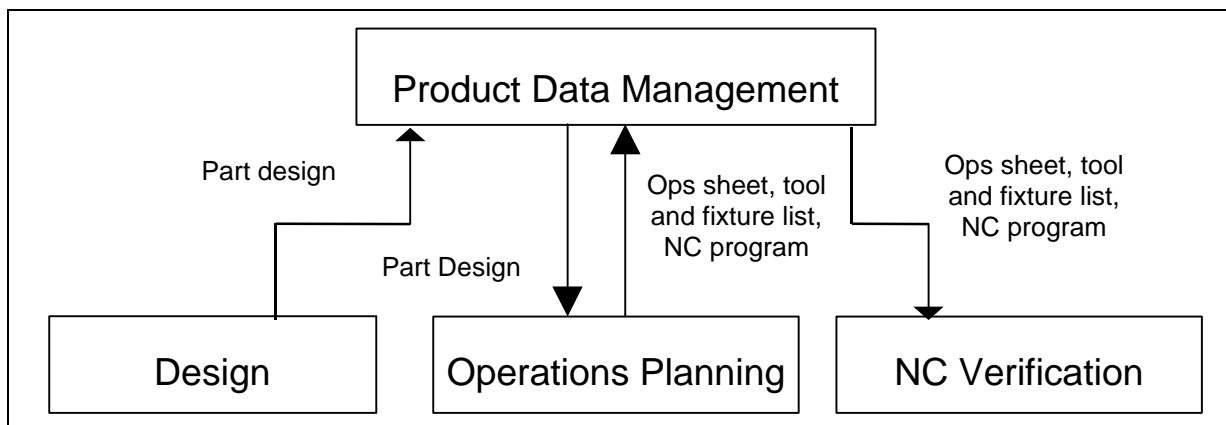 Product Data Management
Part design
Ops sheet, tool
and fixture list,
NC program
Ops sheet, tool
and fixture list,
NC program
Part Design
Design
Operations Planning
NC Verification